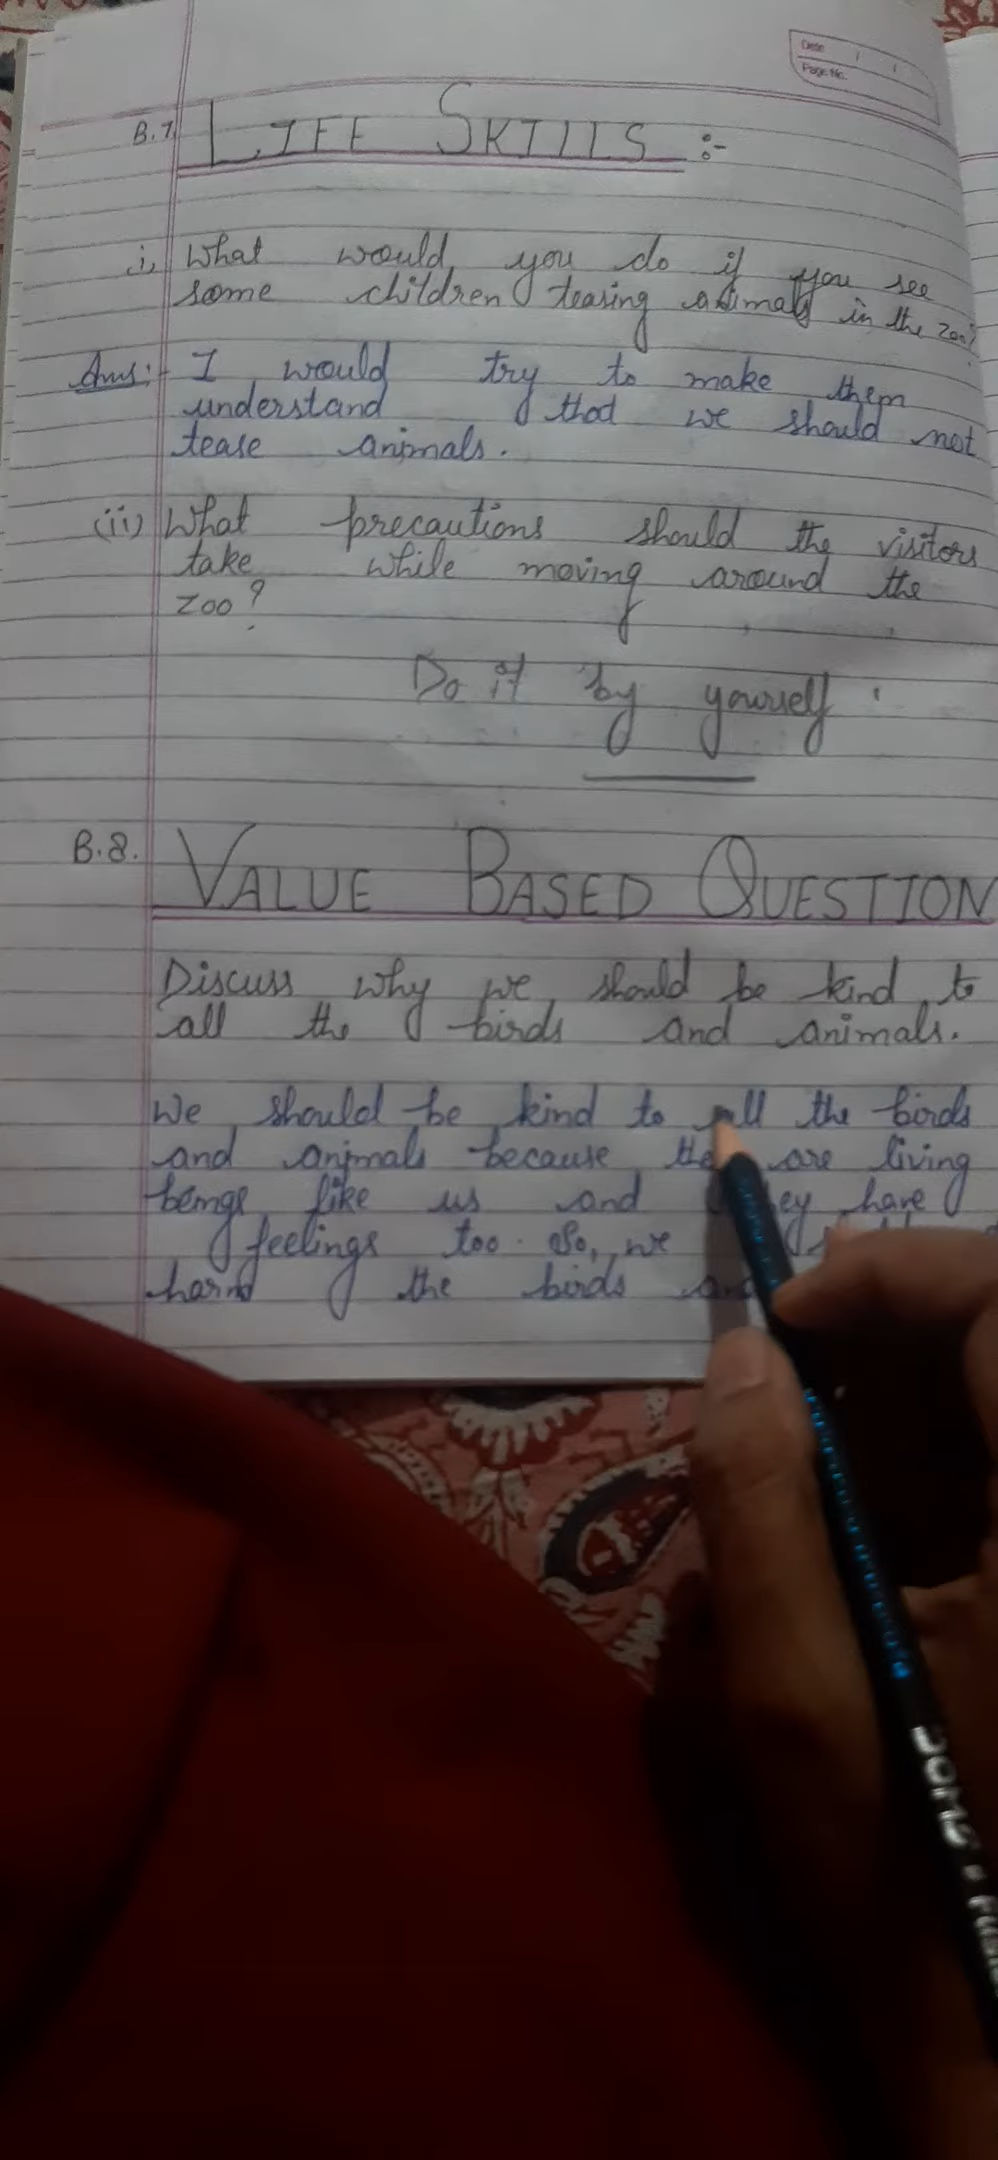 Date / /
Page No.
B.7 LIFE SKILLS :-
i, What would you do if you see
some children teasing animals in the zoo?
Ans:- I would try to make them
understand that we should not
tease animals.
(ii) What precautions should the visitors
take while moving around the
zoo?
Do it by yourself.
B.8. VALUE BASED QUESTION
Discuss why we should be kind to
all the birds and animals.
We should be kind to all the birds
and animals because are living
beings like us and have
feelings too. So, we
harm the birds
DOMS